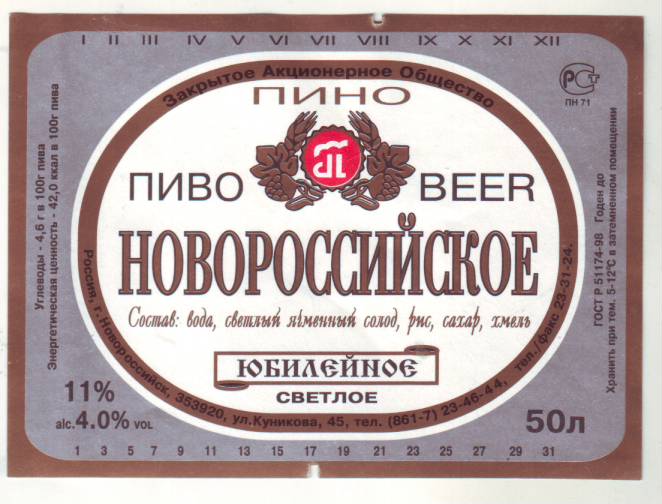 I II III IV V VI VII VIII IX X XI XII
Закрытое Акционерное Общество
ПИНО
РСТ
ПН 71
ПИВО BEER
НОВОРОССИЙСКОЕ
Состав: вода, светлый ячменный солод, рис, сахар, хмель
ЮБИЛЕЙНОЕ
СВЕТЛОЕ
Россия, г. Новороссийск, 353920, ул.Куникова, 45, тел. (861-7) 23-46-44, тел./факс 23-31-24.
Углеводы - 4,6 г в 100г пива
Энергетическая ценность - 42,0 ккал в 100г пива
ГОСТ Р 51174-98 Годен до
Хранить при тем. 5-12°С в затемненном помещении
11%
alc.4.0% VOL
50л
1 3 5 7 9 11 13 15 17 19 21 23 25 27 29 31